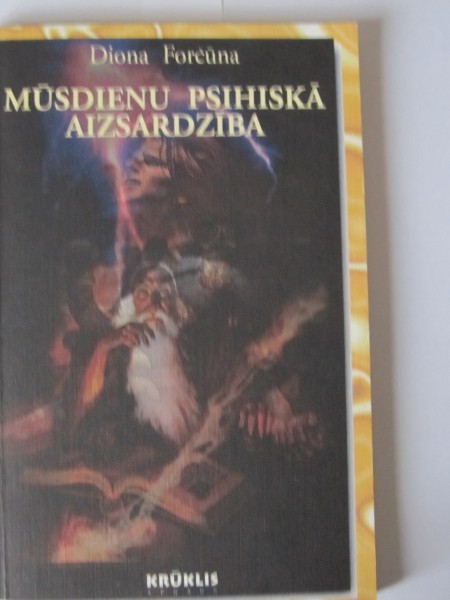 Diona Forčūna
MŪSDIENU PSIHISKĀ
AIZSARDZĪBA
KRŪKLIS